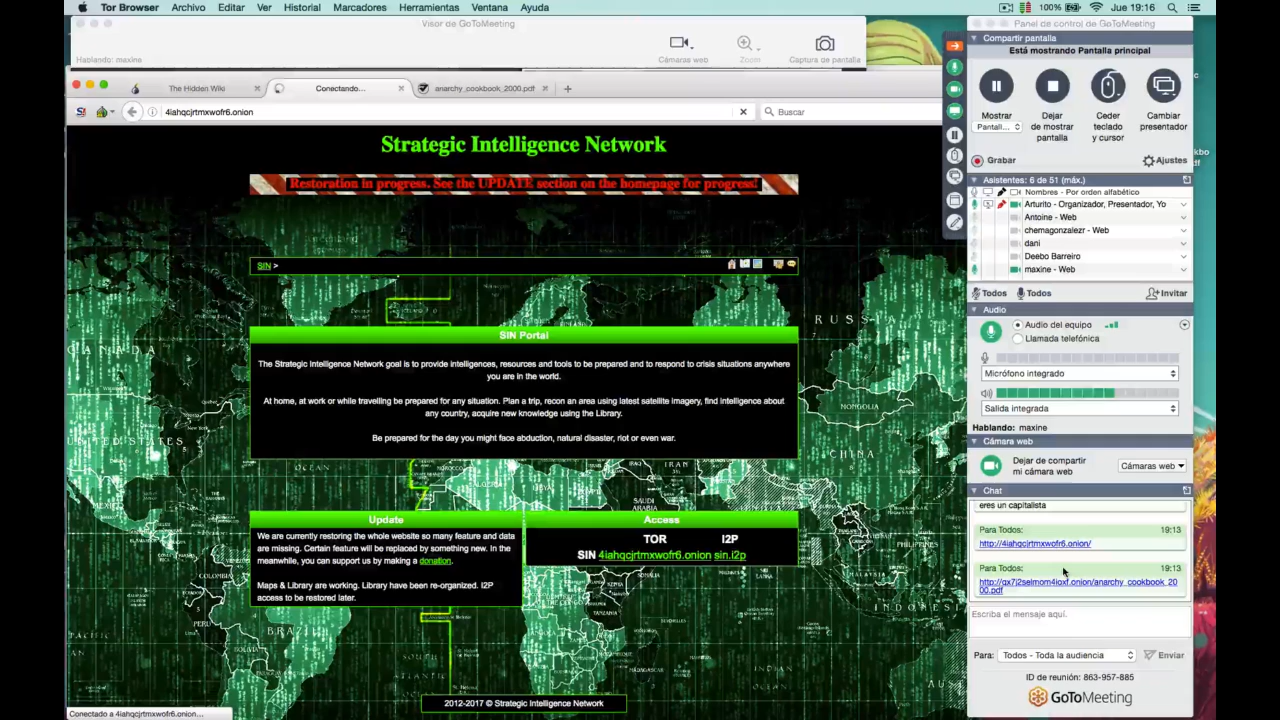 Tor Browser Archivo Editar Ver Historial Marcadores Herramientas Ventana Ayuda
100% Jue 19:16
Visor de GoToMeeting
Hablando: maxine
Cámaras web
Zoom
Captura de pantalla
The Hidden Wiki
Conectando...
anarchy_cookbook_2000.pdf
4iahqcjrtmxwofr6.onion
Buscar
Strategic Intelligence Network
Restoration in progress. See the UPDATE section on the homepage for progress!
SIN >
SIN Portal
The Strategic Intelligence Network goal is to provide intelligences, resources and tools to be prepared and to respond to crisis situations anywhere
you are in the world.
At home, at work or while travelling be prepared for any situation. Plan a trip, recon an area using latest satellite imagery, find intelligence about
any country, acquire new knowledge using the Library.
Be prepared for the day you might face abduction, natural disaster, riot or even war.
Update
We are currently restoring the whole website so many feature and data
are missing. Certain feature will be replaced by something new. In the
meanwhile, you can support us by making a donation.
Maps & Library are working. Library have been re-organized. I2P
access to be restored later.
Access
TOR I2P
SIN 4iahqcjrtmxwofr6.onion sin.i2p
CANADA
UNITED STATES
RUSSIA
MONGOLIA
CHINA
IRAN
SAUDI
ARABIA
ALGERIA
COLOMBIA
PERU
BRAZIL
PHILIPPINES
2012-2017 © Strategic Intelligence Network
Conectado a 4iahqcjrtmxwofr6.onion...
Panel de control de GoToMeeting
Compartir pantalla
Está mostrando Pantalla principal
Mostrar
Pantall...
Dejar
de mostrar
pantalla
Ceder
teclado
y cursor
Cambiar
presentador
Grabar
Ajustes
Asistentes: 6 de 51 (máx.)
Nombres - Por orden alfabético
Arturito - Organizador, Presentador, Yo
Antoine - Web
chemagonzalezr - Web
dani
Deebo Barreiro
maxine - Web
Todos
Todos
Invitar
Audio
Audio del equipo
Llamada telefónica
Micrófono integrado
Salida integrada
Hablando: maxine
Cámara web
Dejar de compartir
mi cámara web
Cámaras web
Chat
eres un capitalista
Para Todos: 19:13
http://4iahqcjrtmxwofr6.onion/
Para Todos: 19:13
http://qx7j2selmom4ioxf.onion/anarchy_cookbook_20
00.pdf
Escriba el mensaje aquí.
Para: Todos - Toda la audiencia
Enviar
ID de reunión: 863-957-885
GoToMeeting